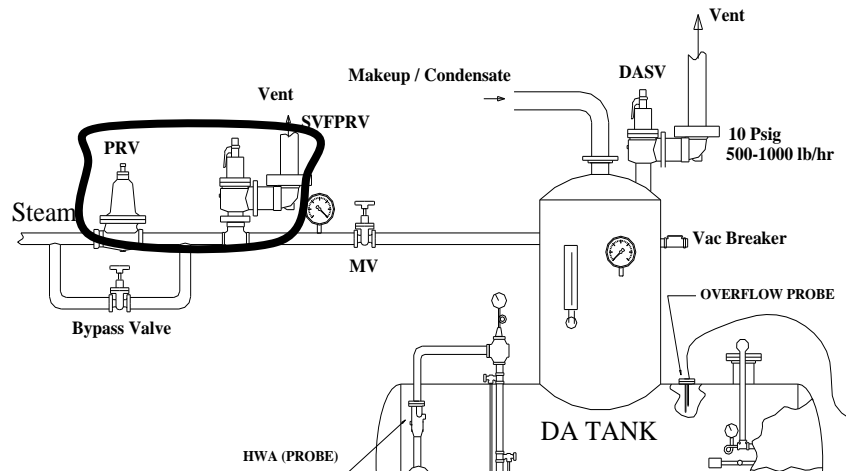 Vent
Makeup / Condensate
DASV
Vent
SVFPRV
PRV
10 Psig
500-1000 lb/hr
Steam
Vac Breaker
MV
OVERFLOW PROBE
Bypass Valve
DA TANK
HWA (PROBE)